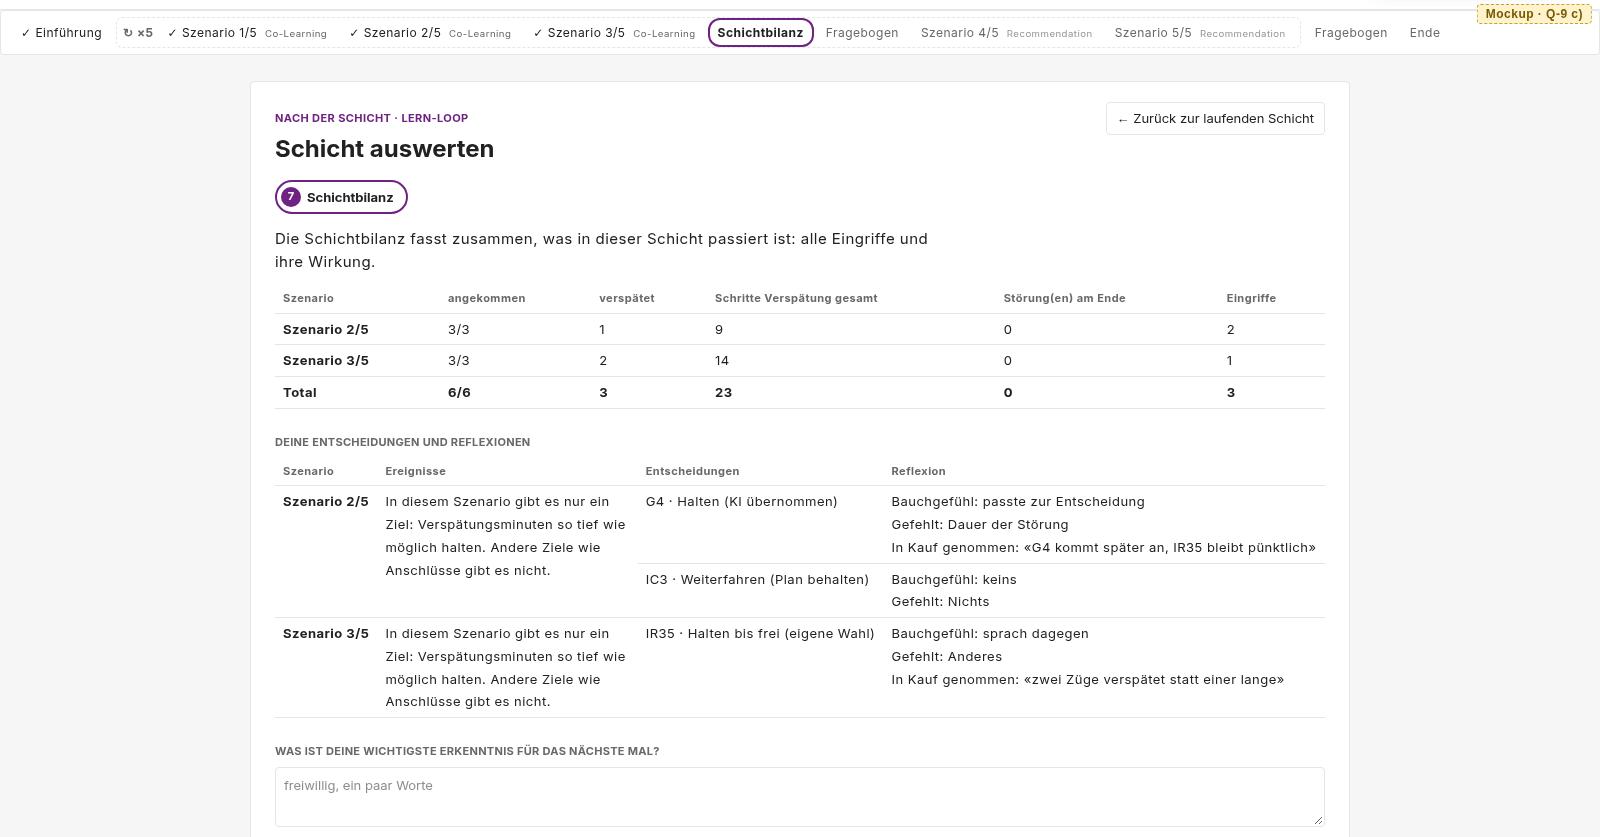 Mockup · Q-9 c)
✓ Einführung ↻ ×5 ✓ Szenario 1/5 Co-Learning ✓ Szenario 2/5 Co-Learning ✓ Szenario 3/5 Co-Learning Schichtbilanz Fragebogen Szenario 4/5 Recommendation Szenario 5/5 Recommendation Fragebogen Ende
NACH DER SCHICHT · LERN-LOOP
← Zurück zur laufenden Schicht
Schicht auswerten
7 Schichtbilanz
Die Schichtbilanz fasst zusammen, was in dieser Schicht passiert ist: alle Eingriffe und
ihre Wirkung.
Szenario angekommen verspätet Schritte Verspätung gesamt Störung(en) am Ende Eingriffe
Szenario 2/5 3/3 1 9 0 2
Szenario 3/5 3/3 2 14 0 1
Total 6/6 3 23 0 3
DEINE ENTSCHEIDUNGEN UND REFLEXIONEN
Szenario Ereignisse Entscheidungen Reflexion
Szenario 2/5 In diesem Szenario gibt es nur ein G4 · Halten (KI übernommen) Bauchgefühl: passte zur Entscheidung
Ziel: Verspätungsminuten so tief wie Gefehlt: Dauer der Störung
möglich halten. Andere Ziele wie In Kauf genommen: «G4 kommt später an, IR35 bleibt pünktlich»
Anschlüsse gibt es nicht.
IC3 · Weiterfahren (Plan behalten) Bauchgefühl: keins
Gefehlt: Nichts
Szenario 3/5 In diesem Szenario gibt es nur ein IR35 · Halten bis frei (eigene Wahl) Bauchgefühl: sprach dagegen
Ziel: Verspätungsminuten so tief wie Gefehlt: Anderes
möglich halten. Andere Ziele wie In Kauf genommen: «zwei Züge verspätet statt einer lange»
Anschlüsse gibt es nicht.
WAS IST DEINE WICHTIGSTE ERKENNTNIS FÜR DAS NÄCHSTE MAL?
freiwillig, ein paar Worte